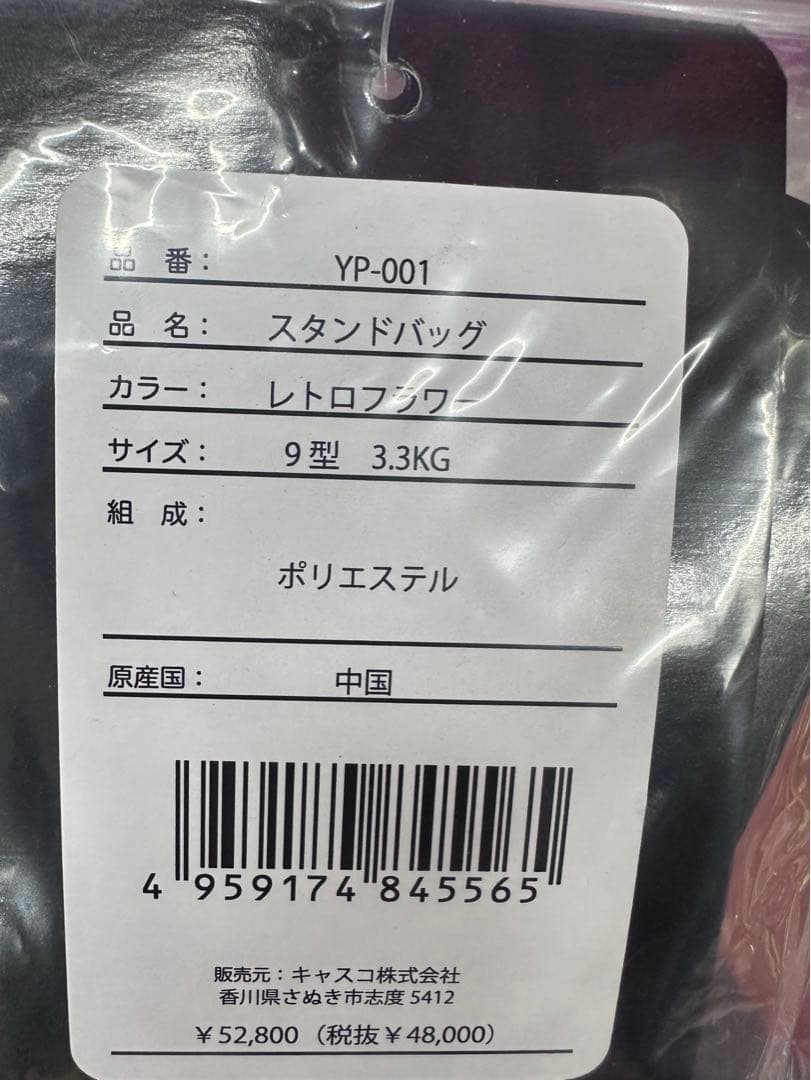 品 番： YP-001
品 名： スタンドバッグ
カラー： レトロフラワー
サイズ： 9型 3.3KG
組 成：
ポリエステル
原産国： 中国
4 959174 845565
販売元：キャスコ株式会社
香川県さぬき市志度 5412
￥52,800（税抜￥48,000）